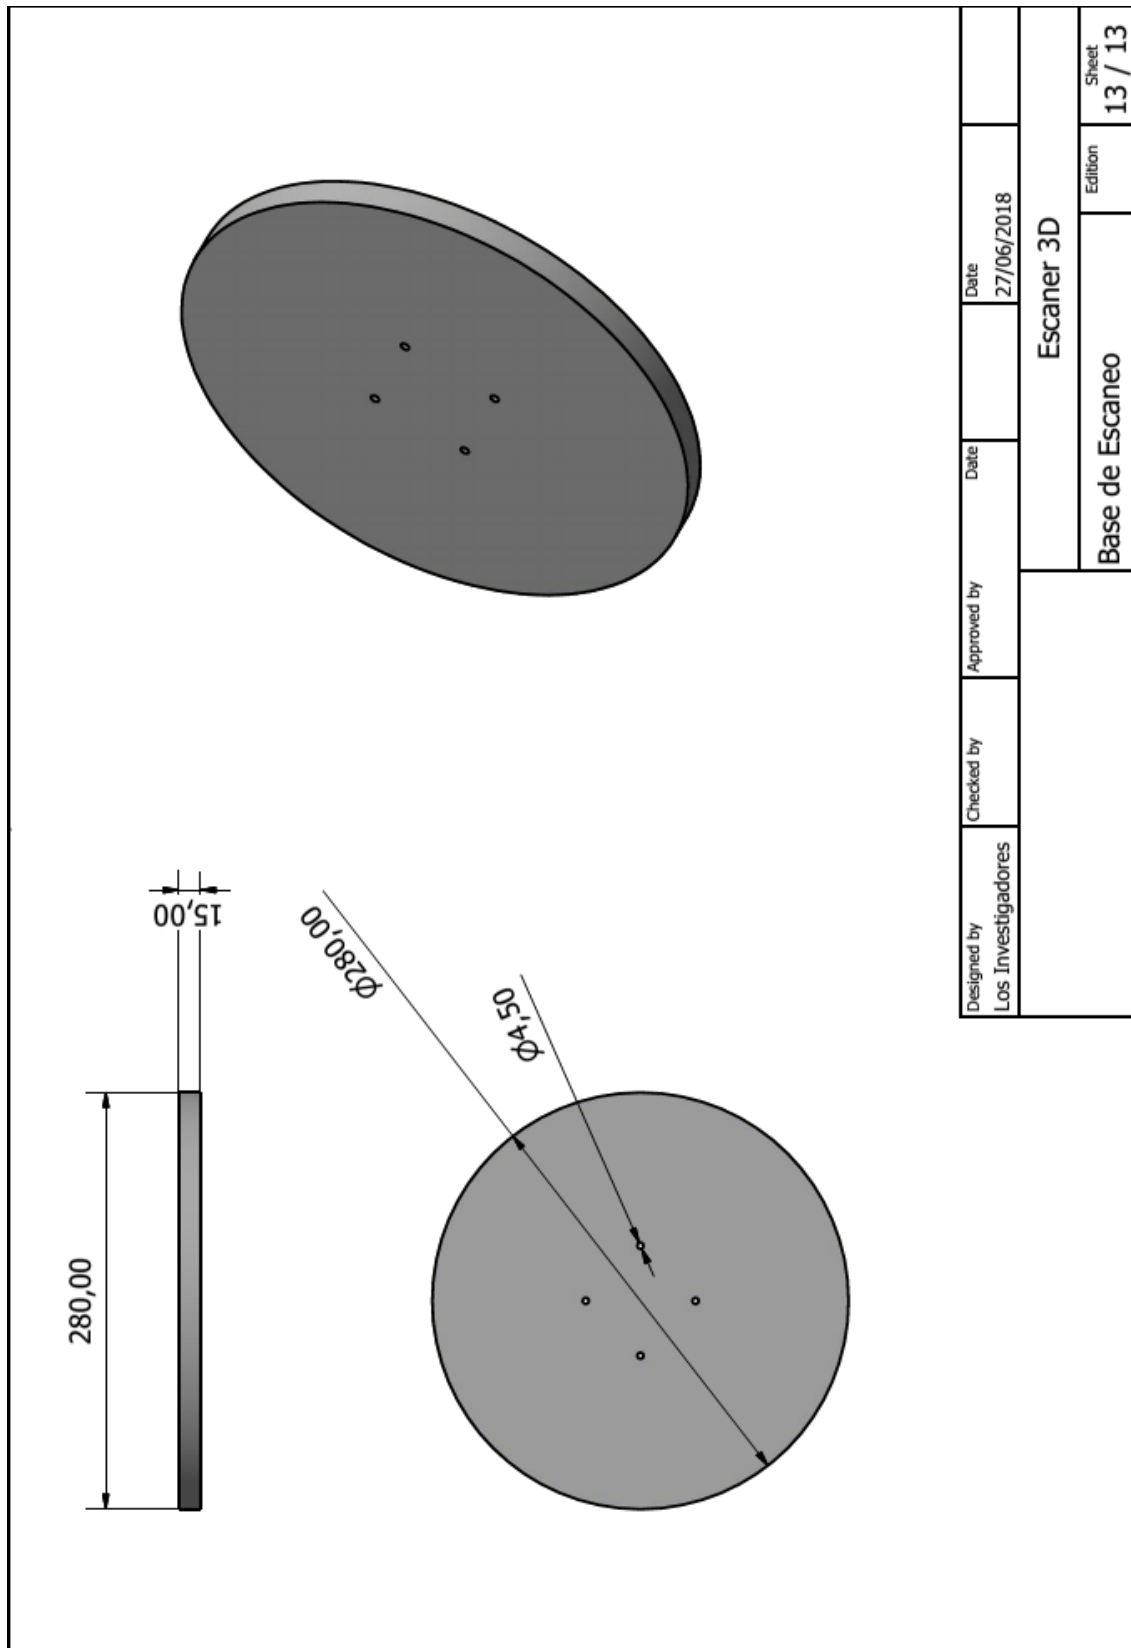 280,00
15,00
Ø280,00
Ø4,50
Designed by
Los Investigadores
Checked by
Approved by
Date
Date
27/06/2018
Escaner 3D
Base de Escaneo
Edition
Sheet
13 / 13